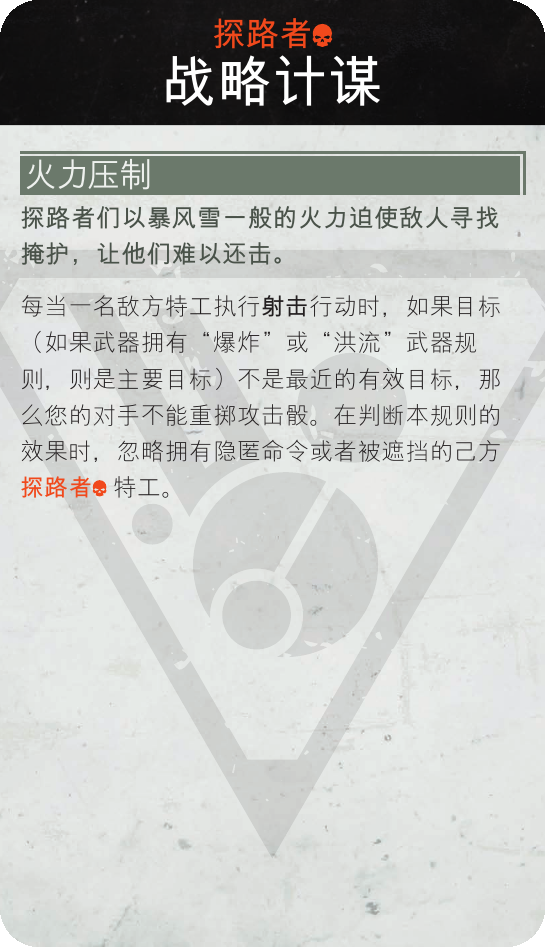 探路者
战略计谋
火力压制
探路者们以暴风雪一般的火力迫使敌人寻找
掩护，让他们难以还击。
每当一名敌方特工执行射击行动时，如果目标
（如果武器拥有“爆炸”或“洪流”武器规
则，则是主要目标）不是最近的有效目标，那
么您的对手不能重掷攻击骰。在判断本规则的
效果时，忽略拥有隐匿命令或者被遮挡的己方
探路者 特工。